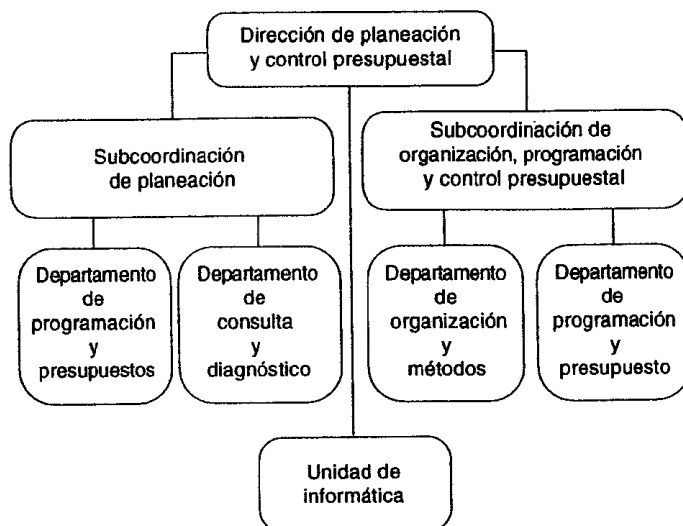 Dirección de planeación
y control presupuestal
Subcoordinación
de planeación
Subcoordinación de
organización, programación
y control presupuestal
Departamento
de
programación
y
presupuestos
Departamento
de
consulta
y
diagnóstico
Departamento
de
organización
y
métodos
Departamento
de
programación
y
presupuesto
Unidad de
informática